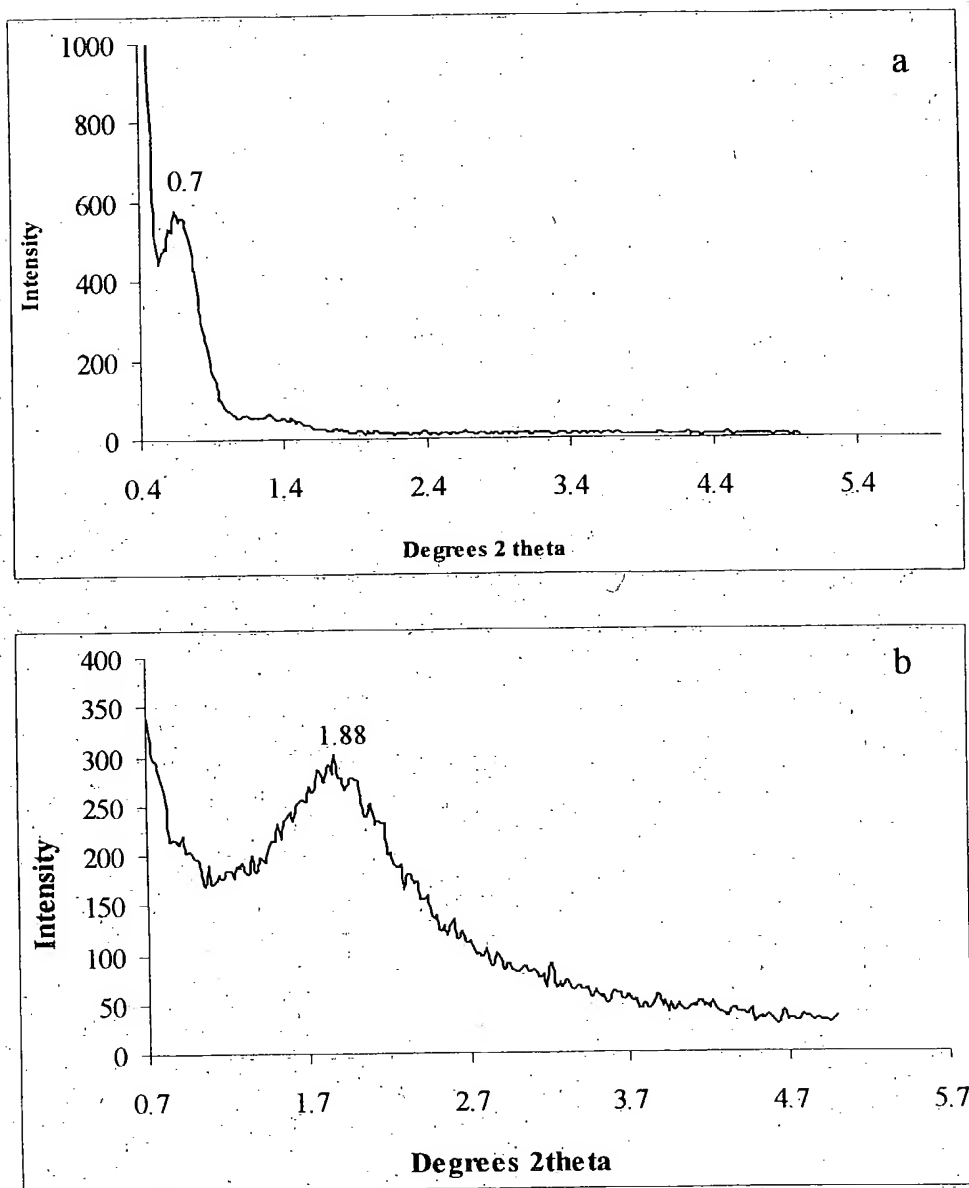 a
1000
800
600
400
200
0
0.7
Intensity
0.4 1.4 2.4 3.4 4.4 5.4
Degrees 2 theta
b
400
350
300
250
200
150
100
50
0
1.88
Intensity
0.7 1.7 2.7 3.7 4.7 5.7
Degrees 2theta